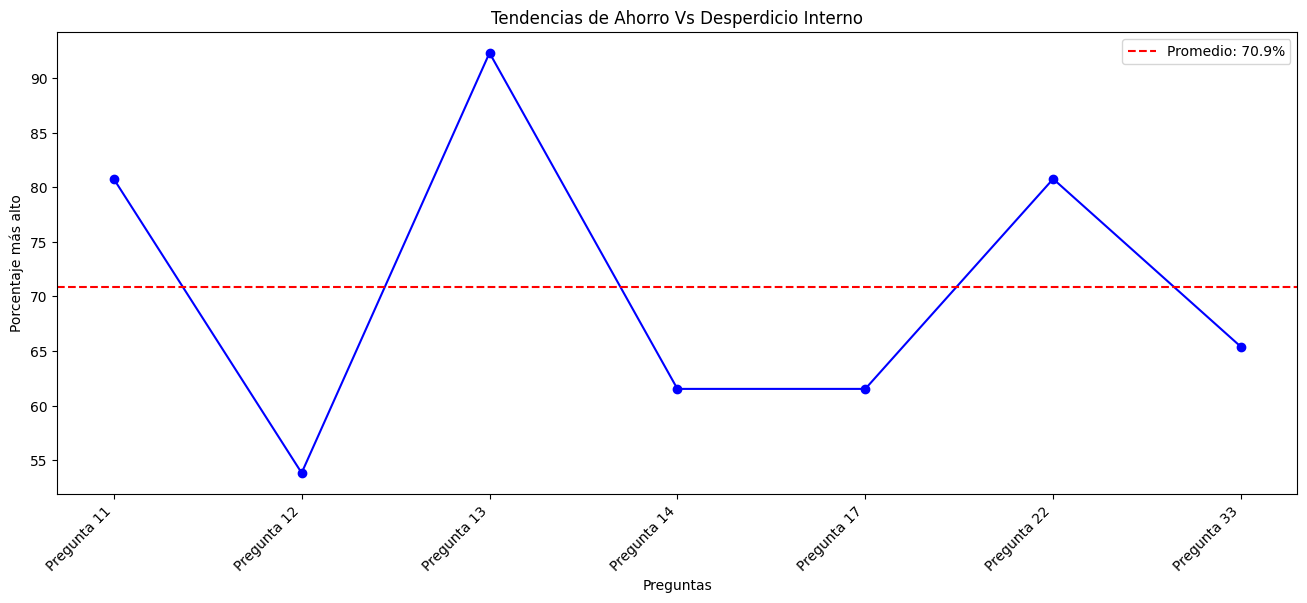 Tendencias de Ahorro Vs Desperdicio Interno
Promedio: 70.9%
Porcentaje más alto
90
85
80
75
70
65
60
55
Pregunta 11
Pregunta 12
Pregunta 13
Pregunta 14
Pregunta 17
Pregunta 22
Pregunta 33
Preguntas